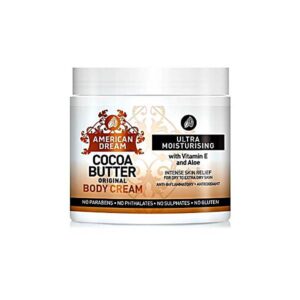 AMERICAN
DREAM
COCOA
BUTTER
ORIGINAL
BODY CREAM
ULTRA
MOISTURISING
with Vitamin E
and Aloe
INTENSE SKIN RELIEF
FOR DRY TO EXTRA DRY SKIN
ANTI-INFLAMMATORY • ANTIOXIDANT
NO PARABENS • NO PHTHALATES • NO SULPHATES • NO GLUTEN